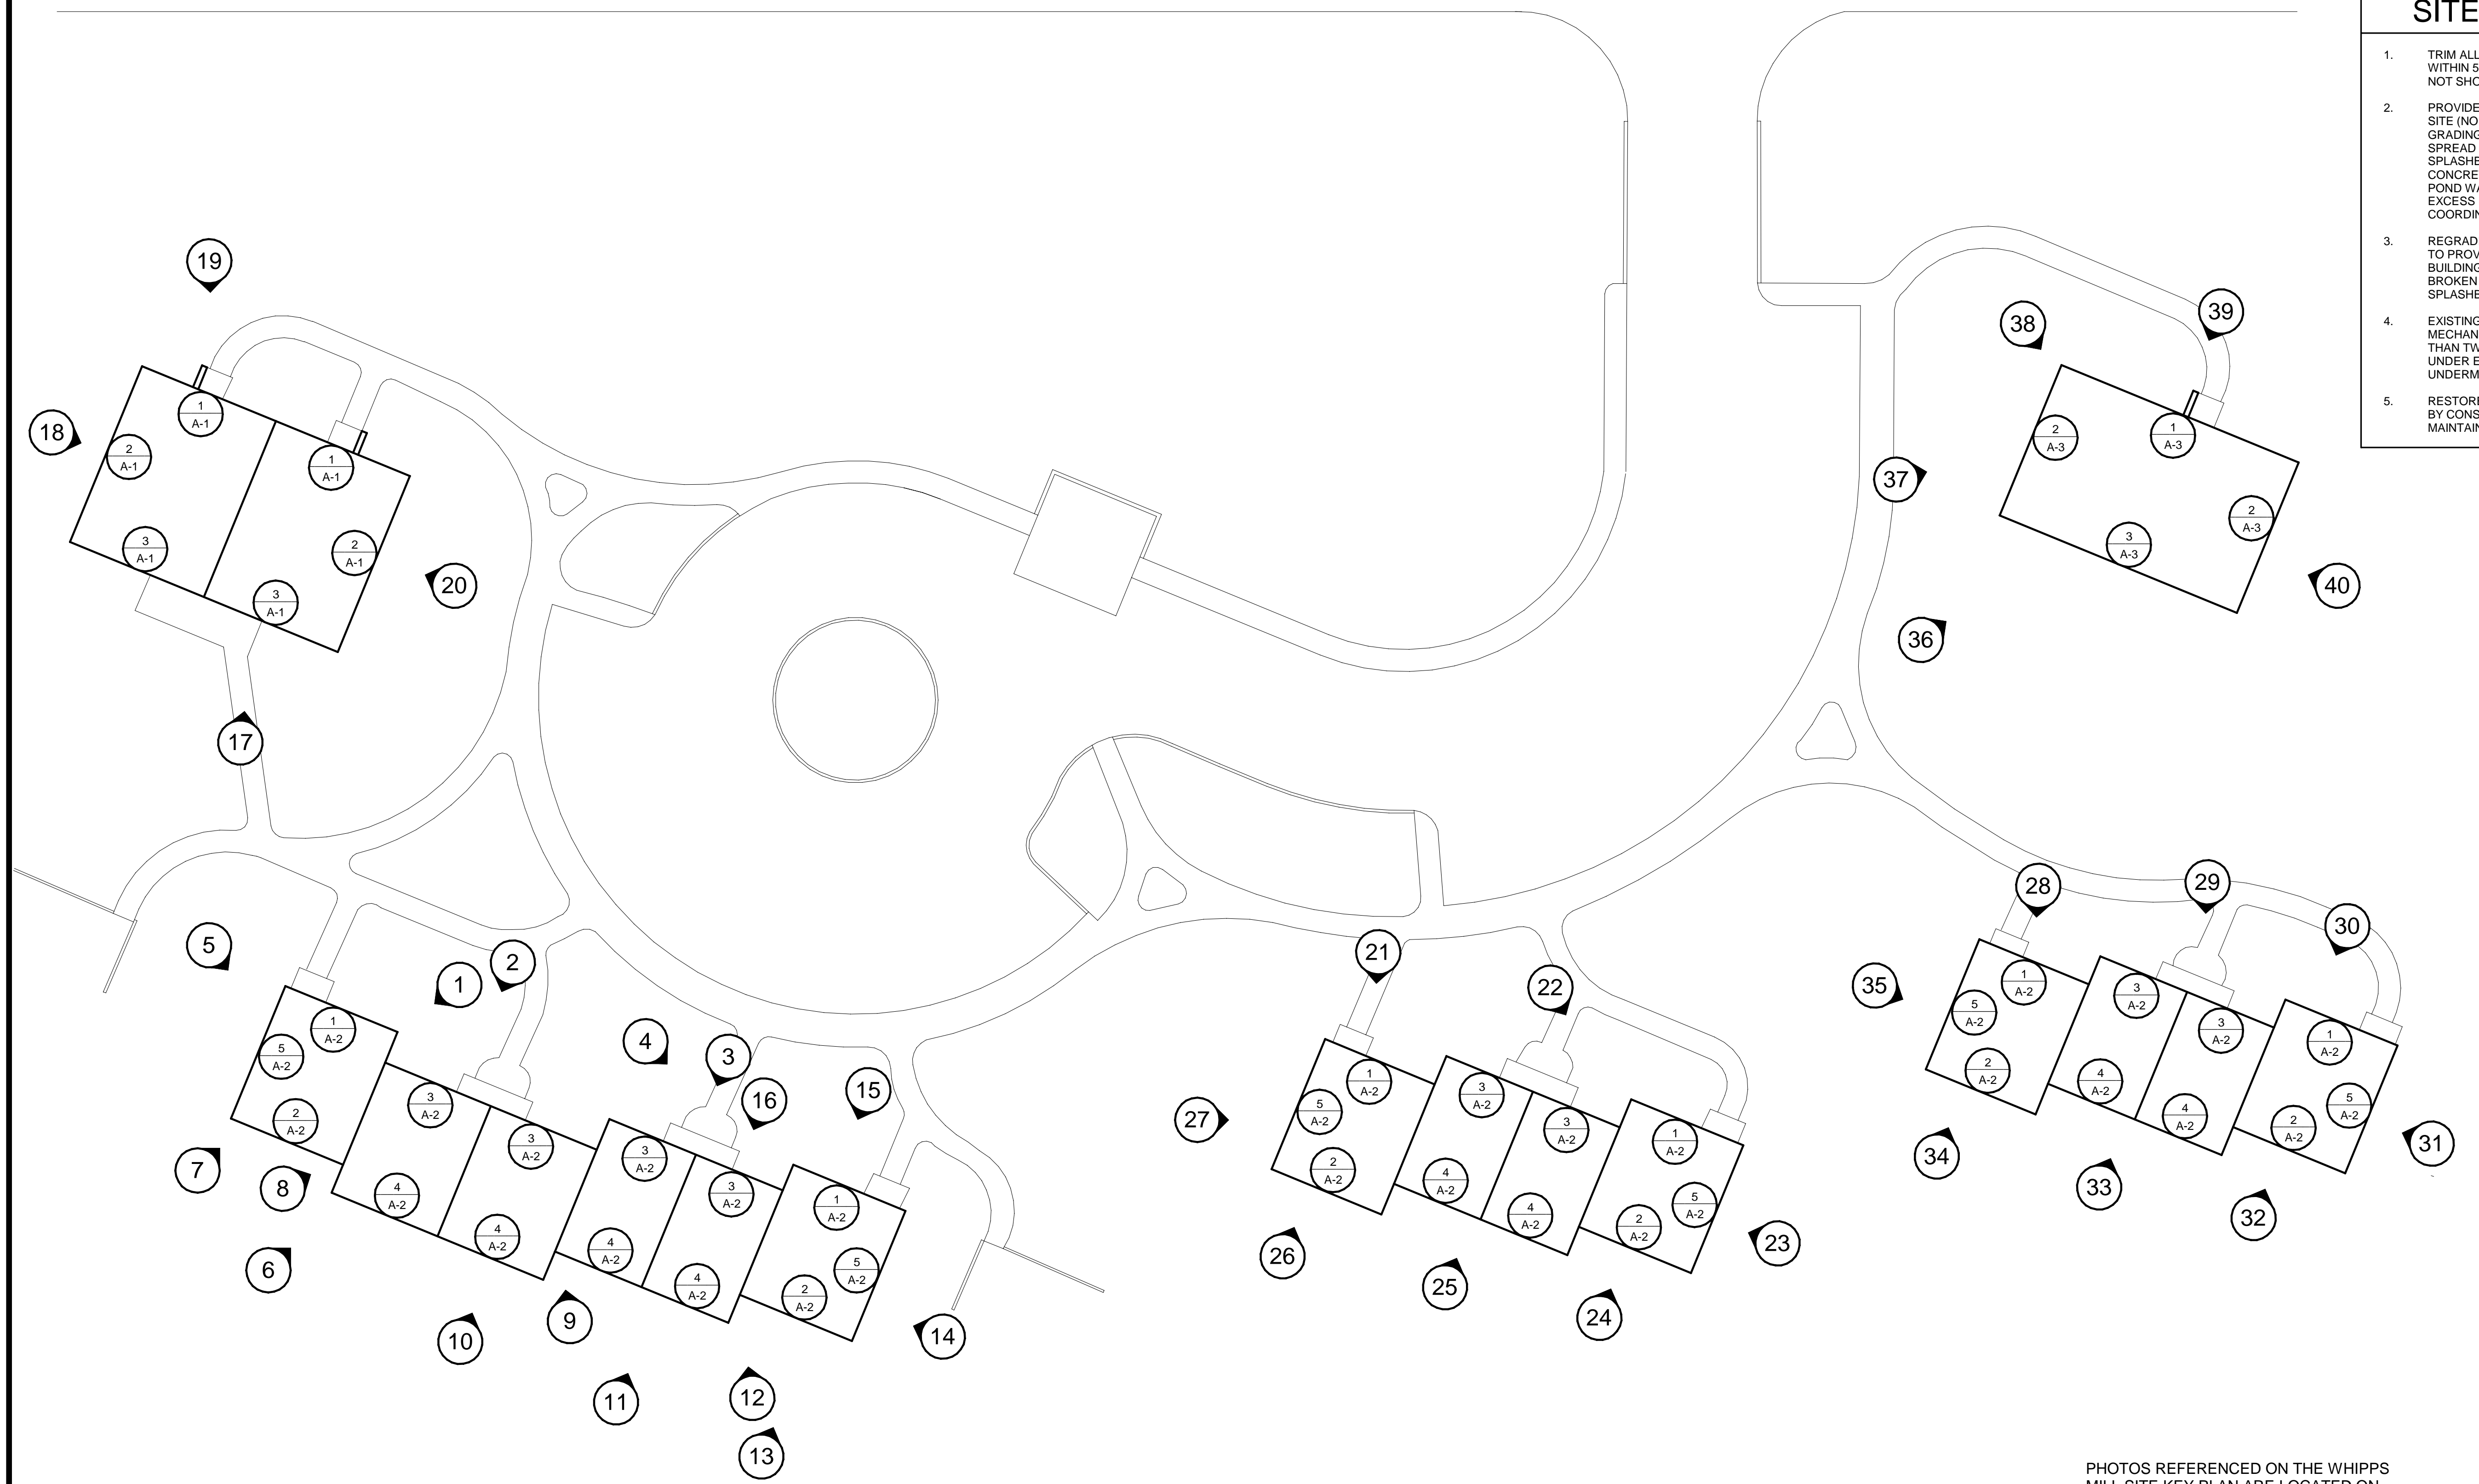 SITE
1. TRIM ALL
WITHIN 5
NOT SHO
2. PROVIDE
SITE (NO
GRADING
SPREAD
SPLASHE
CONCRE
POND WA
EXCESS
COORDIN
3. REGRAD
TO PROV
BUILDING
BROKEN
SPLASHE
4. EXISTING
MECHAN
THAN TW
UNDER E
UNDERM
5. RESTORE
BY CONS
MAINTAIN
19
18
1
A-1
2
A-1
1
A-1
3
A-1
2
A-1
3
A-1
20
17
38
39
37
2
A-3
1
A-3
2
A-3
3
A-3
40
36
5
1
2
4
3
16
15
1
A-2
5
A-2
2
A-2
3
A-2
3
A-2
4
A-2
4
A-2
3
A-2
3
A-2
4
A-2
4
A-2
1
A-2
5
A-2
2
A-2
7
8
6
10
9
11
12
13
14
21
22
27
1
A-2
5
A-2
2
A-2
3
A-2
3
A-2
4
A-2
4
A-2
1
A-2
5
A-2
2
A-2
26
25
24
23
28
29
30
35
1
A-2
5
A-2
2
A-2
3
A-2
3
A-2
4
A-2
4
A-2
1
A-2
5
A-2
2
A-2
34
33
32
31
PHOTOS REFERENCED ON THE WHIPPS
MILL SITE KEY PLAN ARE LOCATED ON